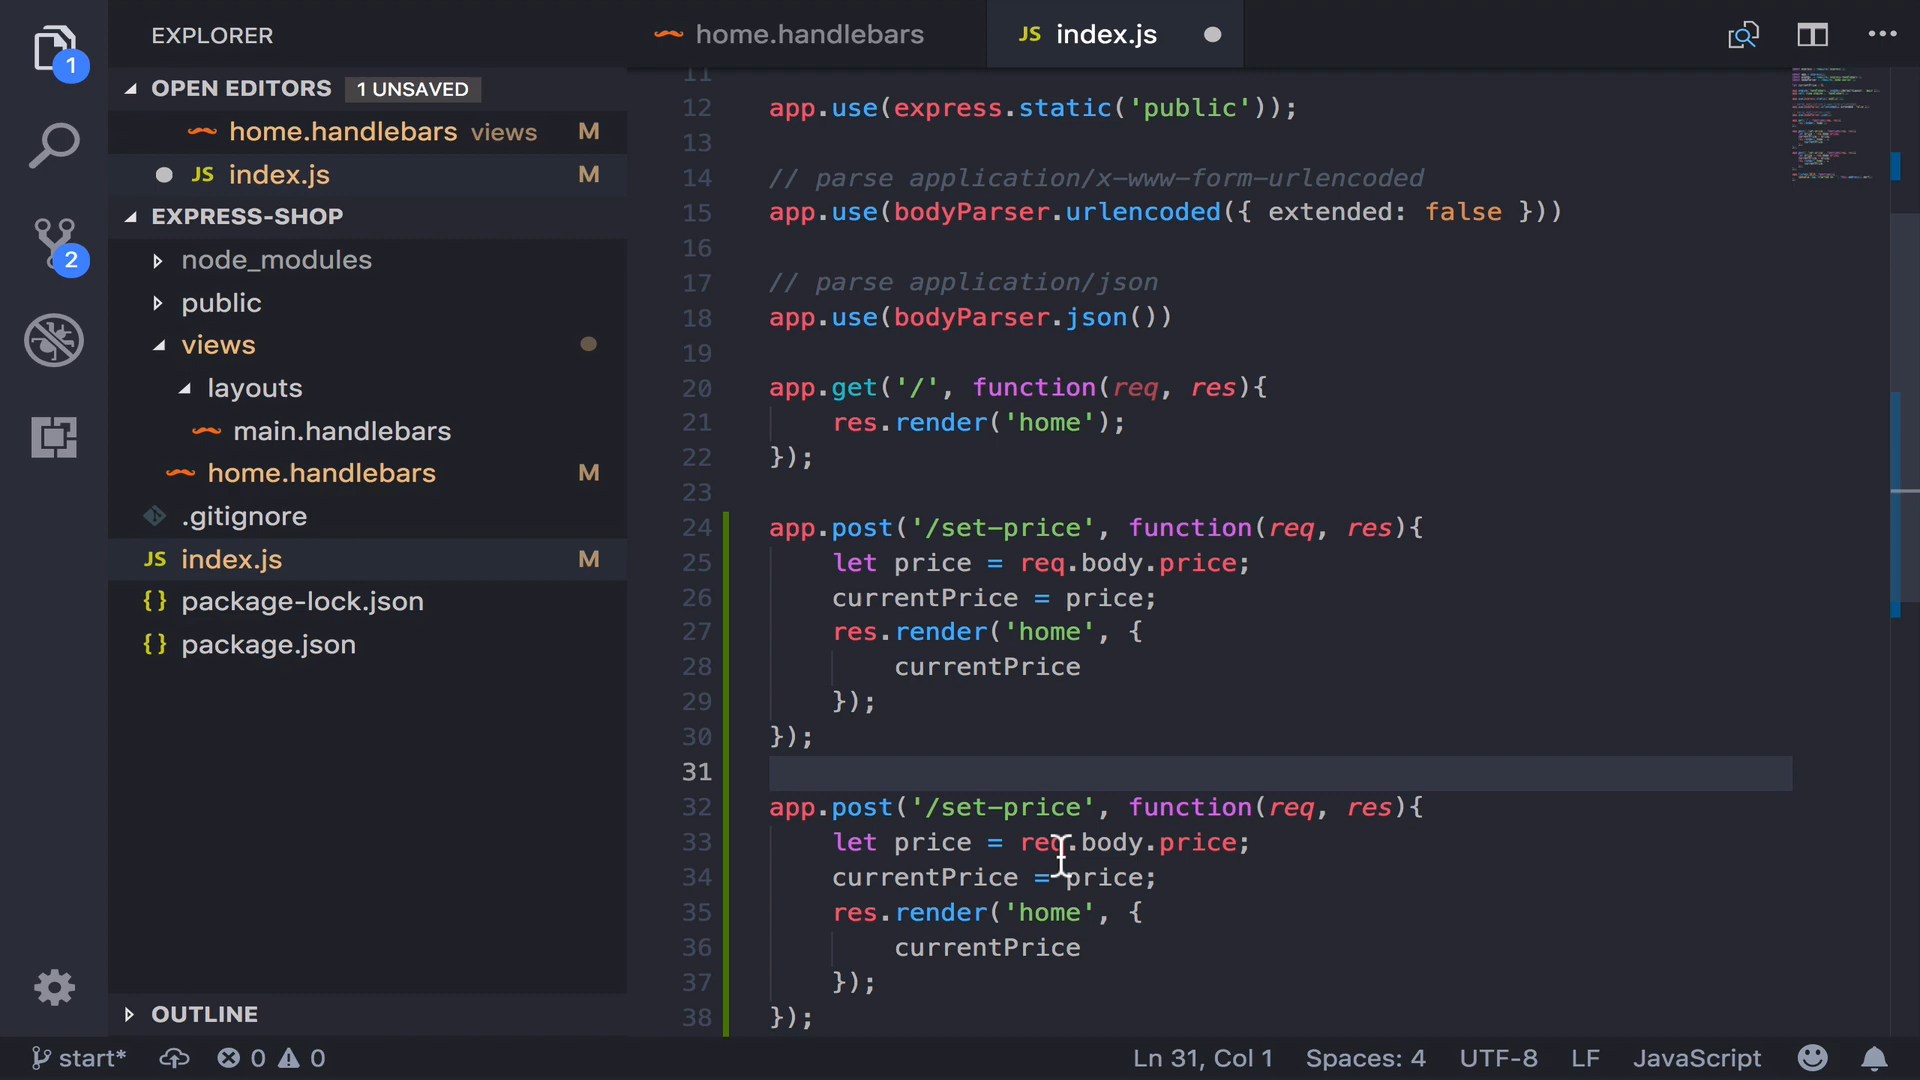 1
2
EXPLORER
OPEN EDITORS 1 UNSAVED
home.handlebars views M
JS index.js M
EXPRESS-SHOP
node_modules
public
views
layouts
main.handlebars
home.handlebars M
.gitignore
JS index.js M
{} package-lock.json
{} package.json
OUTLINE
home.handlebars
JS index.js
11
12 app.use(express.static('public'));
13
14 // parse application/x-www-form-urlencoded
15 app.use(bodyParser.urlencoded({ extended: false }))
16
17 // parse application/json
18 app.use(bodyParser.json())
19
20 app.get('/', function(req, res){
21 res.render('home');
22 });
23
24 app.post('/set-price', function(req, res){
25 let price = req.body.price;
26 currentPrice = price;
27 res.render('home', {
28 currentPrice
29 });
30 });
31
32 app.post('/set-price', function(req, res){
33 let price = req.body.price;
34 currentPrice = price;
35 res.render('home', {
36 currentPrice
37 });
38 });
start* 0 0 Ln 31, Col 1 Spaces: 4 UTF-8 LF JavaScript